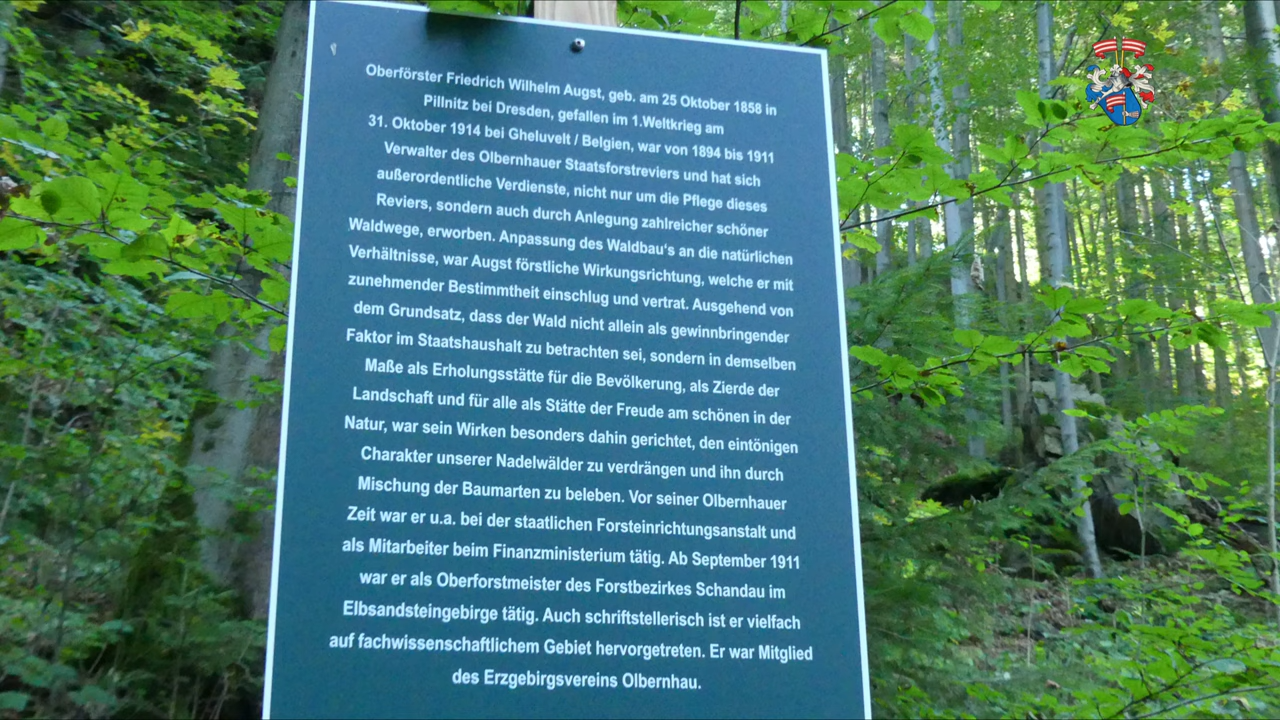 Oberförster Friedrich Wilhelm Augst, geb. am 25 Oktober 1858 in
Pillnitz bei Dresden, gefallen im 1.Weltkrieg am
31. Oktober 1914 bei Gheluvelt / Belgien, war von 1894 bis 1911
Verwalter des Olbernhauer Staatsforstreviers und hat sich
außerordentliche Verdienste, nicht nur um die Pflege dieses
Reviers, sondern auch durch Anlegung zahlreicher schöner
Waldwege, erworben. Anpassung des Waldbau's an die natürlichen
Verhältnisse, war Augst förstliche Wirkungsrichtung, welche er mit
zunehmender Bestimmtheit einschlug und vertrat. Ausgehend von
dem Grundsatz, dass der Wald nicht allein als gewinnbringender
Faktor im Staatshaushalt zu betrachten sei, sondern in demselben
Maße als Erholungsstätte für die Bevölkerung, als Zierde der
Landschaft und für alle als Stätte der Freude am schönen in der
Natur, war sein Wirken besonders dahin gerichtet, den eintönigen
Charakter unserer Nadelwälder zu verdrängen und ihn durch
Mischung der Baumarten zu beleben. Vor seiner Olbernhauer
Zeit war er u.a. bei der staatlichen Forsteinrichtungsanstalt und
als Mitarbeiter beim Finanzministerium tätig. Ab September 1911
war er als Oberforstmeister des Forstbezirkes Schandau im
Elbsandsteingebirge tätig. Auch schriftstellerisch ist er vielfach
auf fachwissenschaftlichem Gebiet hervorgetreten. Er war Mitglied
des Erzgebirgsvereins Olbernhau.